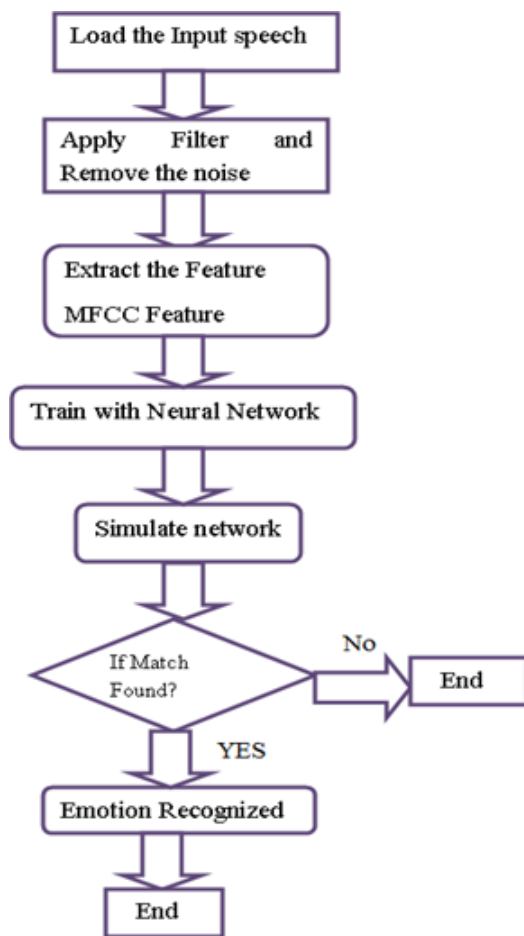 Load the Input speech
Apply Filter and
Remove the noise
Extract the Feature
MFCC Feature
Train with Neural Network
Simulate network
If Match
Found?
No
End
YES
Emotion Recognized
End